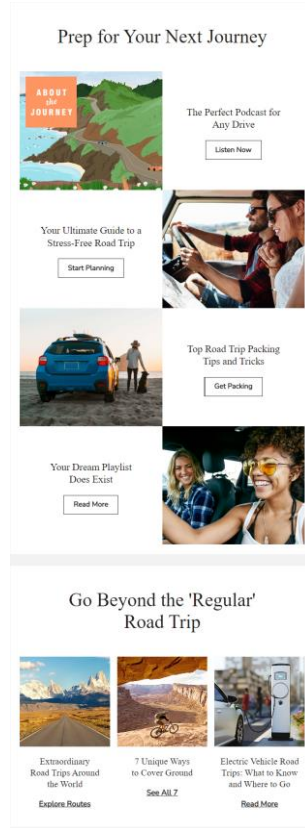 Prep for Your Next Journey
ABOUT
the
JOURNEY
The Perfect Podcast for
Any Drive
Listen Now
Your Ultimate Guide to a
Stress-Free Road Trip
Start Planning
Top Road Trip Packing
Tips and Tricks
Get Packing
Your Dream Playlist
Does Exist
Read More
Go Beyond the 'Regular'
Road Trip
Extraordinary
Road Trips Around
the World
Explore Routes
7 Unique Ways
to Cover Ground
See All 7
Electric Vehicle Road
Trips: What to Know
and Where to Go
Read More